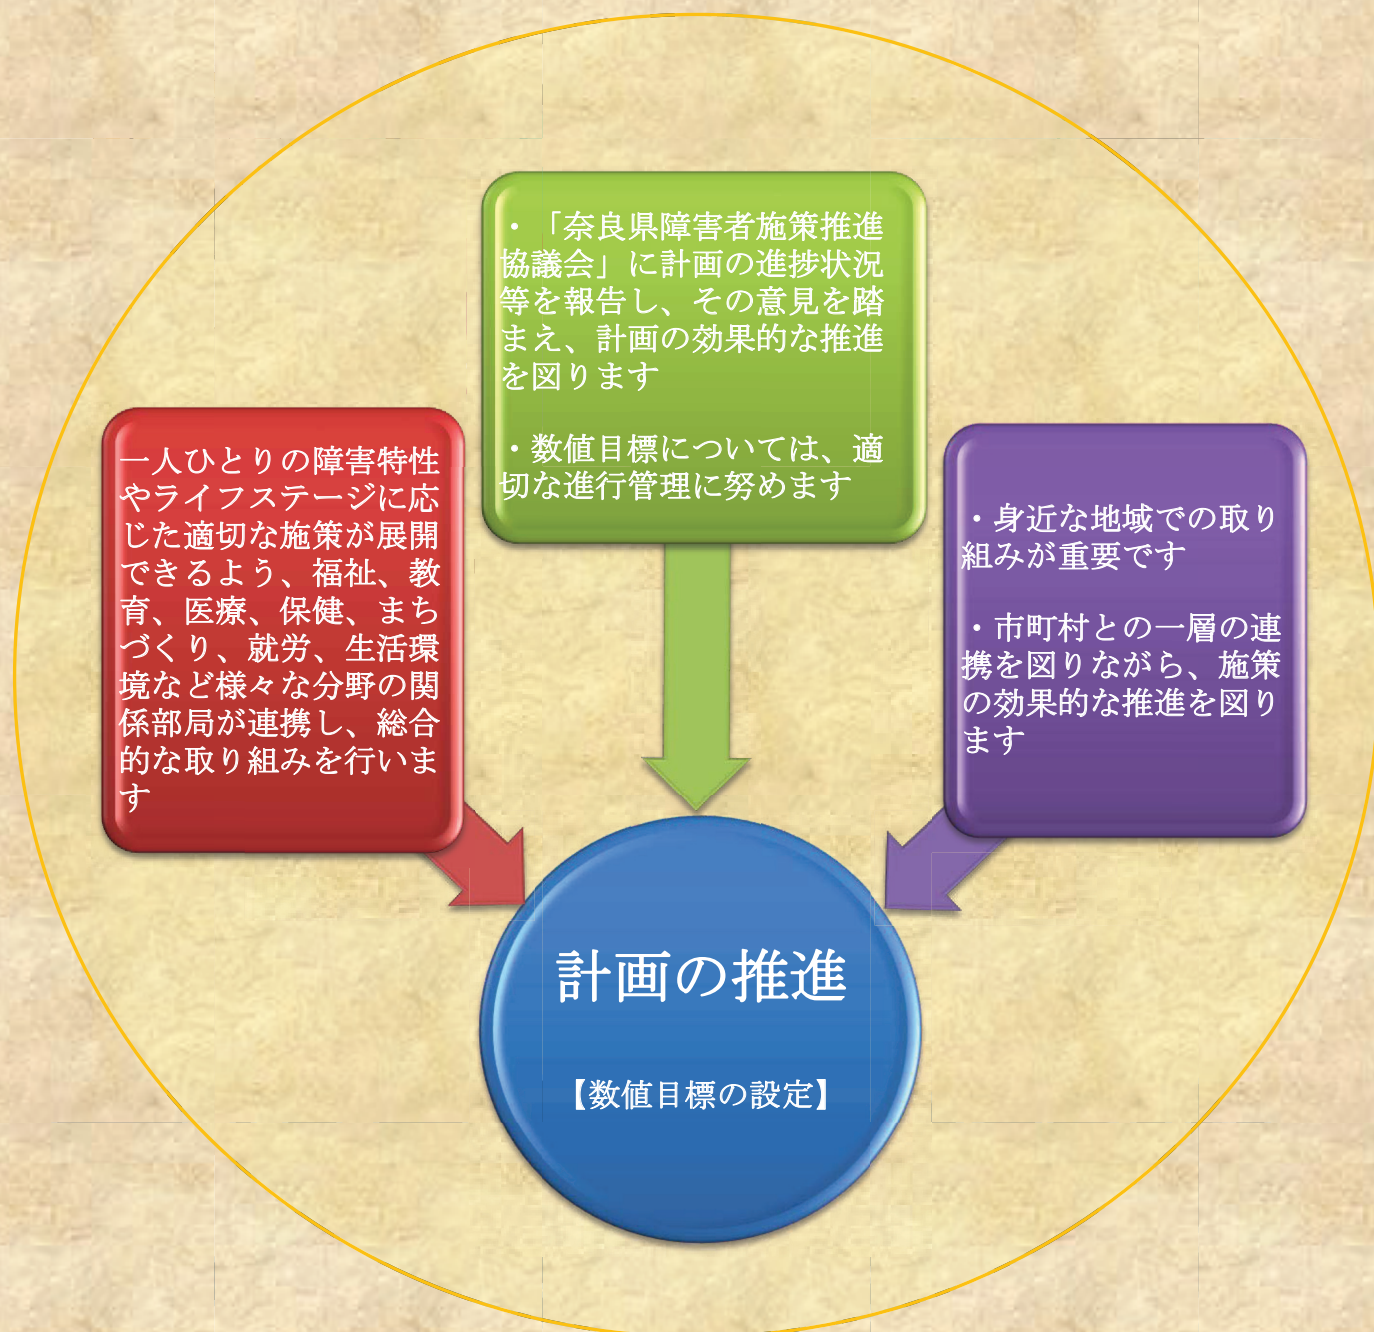 一人ひとりの障害特性
やライフステージに応
じた適切な施策が展開
できるよう、福祉、教
育、医療、保健、まち
づくり、就労、生活環
境など様々な分野の関
係部局が連携し、総合
的な取り組みを行いま
す
・「奈良県障害者施策推進
協議会」に計画の進捗状況
等を報告し、その意見を踏
まえ、計画の効果的な推進
を図ります
・数値目標については、適
切な進行管理に努めます
・身近な地域での取り
組みが重要です
・市町村との一層の連
携を図りながら、施策
の効果的な推進を図り
ます
計画の推進
【数値目標の設定】